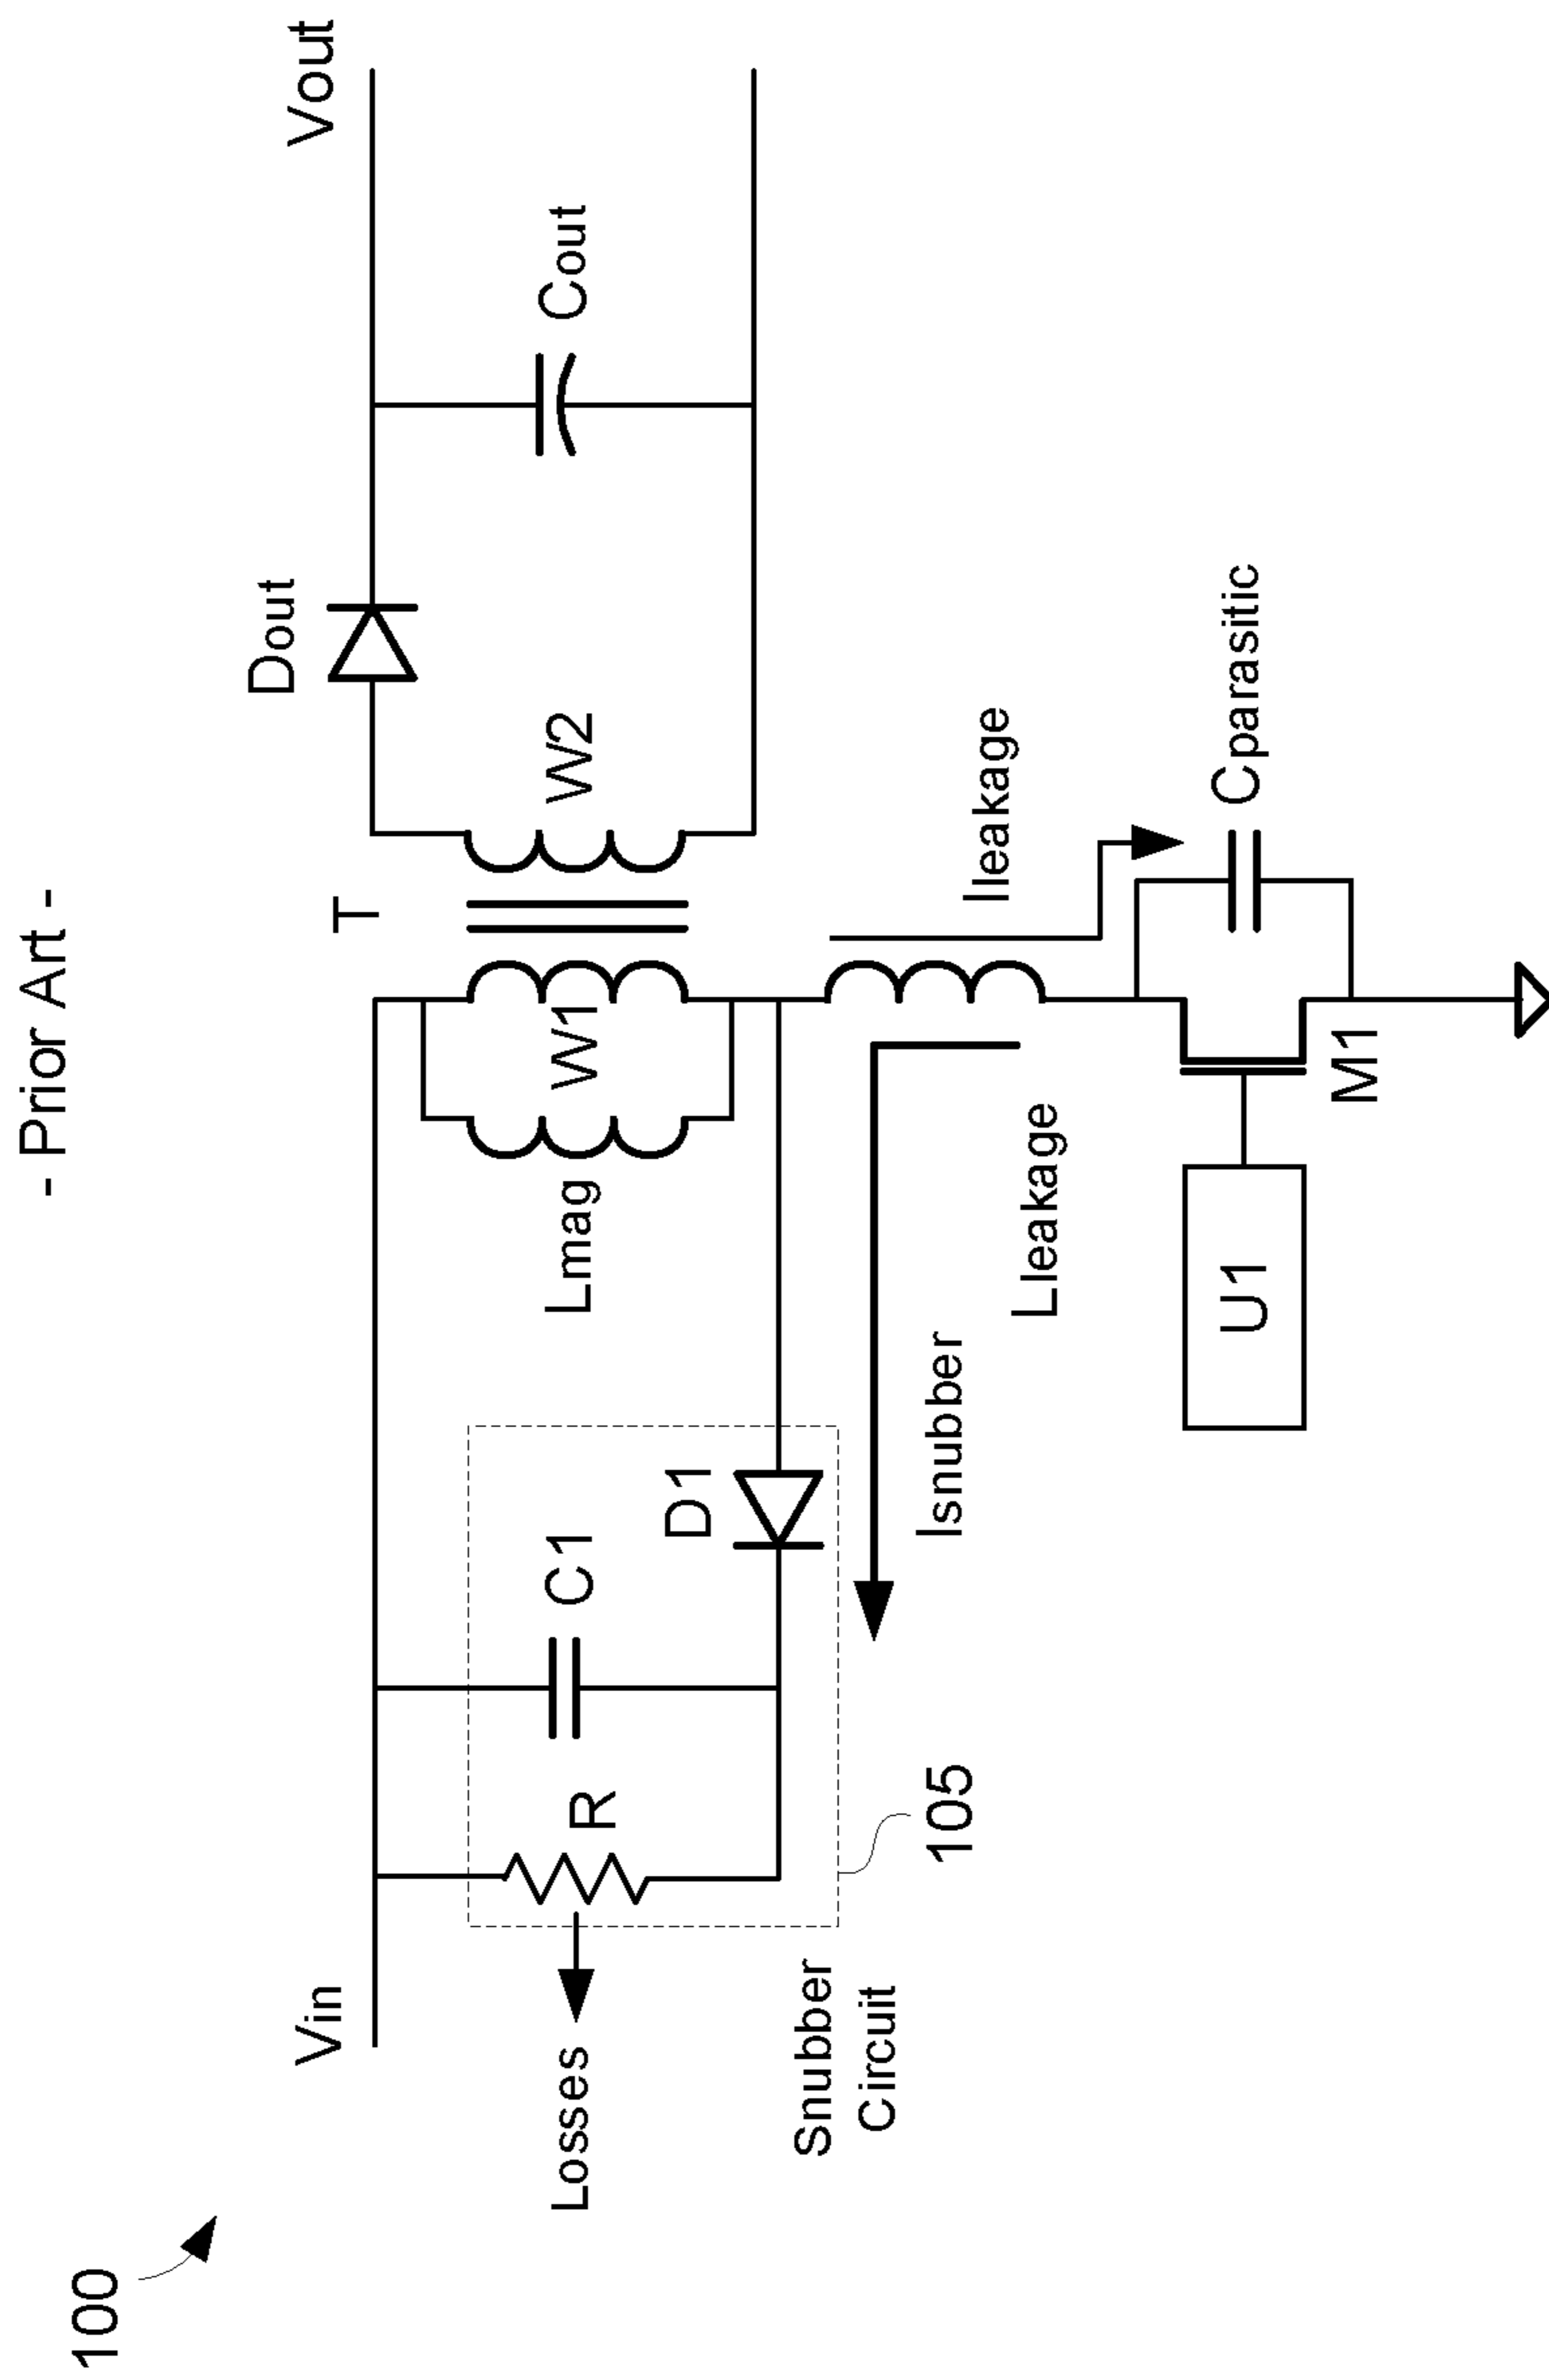 - Prior Art -
100
Vin
T
Dout
Vout
Losses
R
C1
Lmag
W1
W2
Cout
D1
Snubber
Circuit
105
Isnubber
Ileakage
Lleakage
U1
M1
Cparasitic